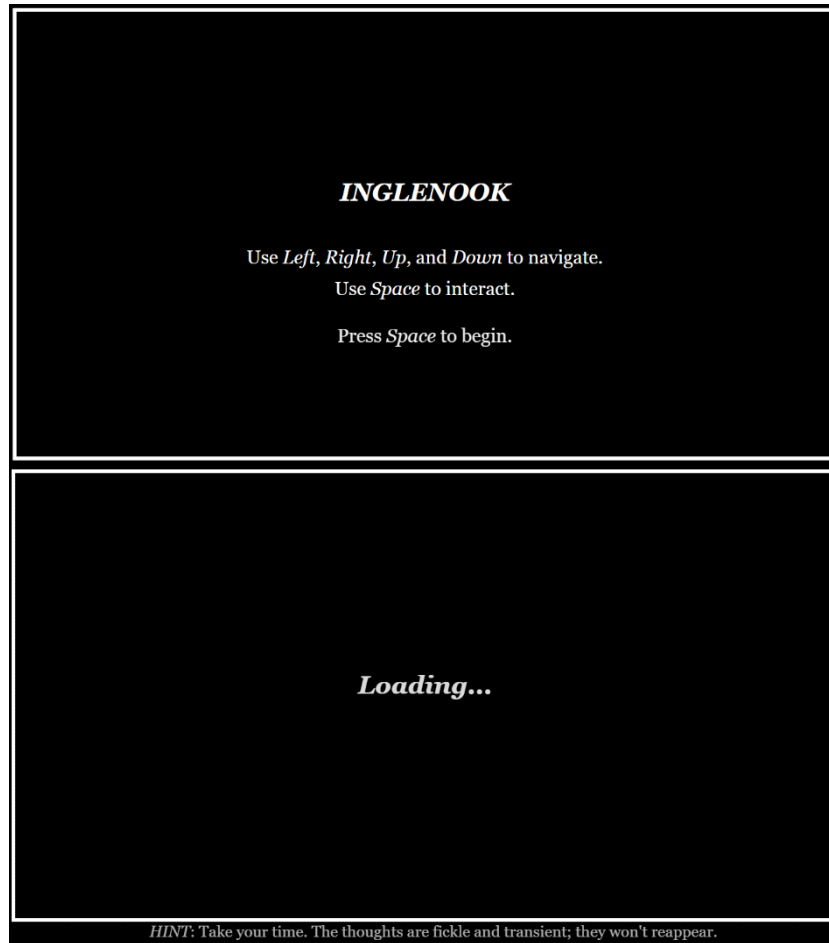 INGLENOOK
Use Left, Right, Up, and Down to navigate.
Use Space to interact.
Press Space to begin.
Loading...
HINT: Take your time. The thoughts are fickle and transient; they won't reappear.